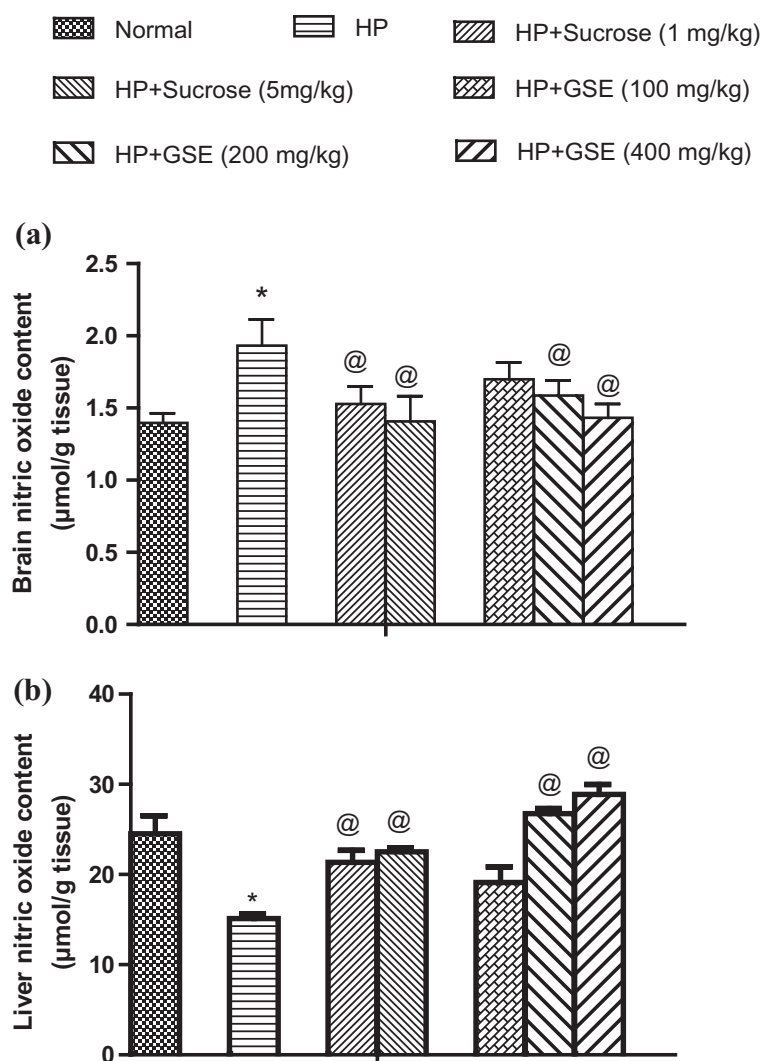 Normal HP HP+Sucrose (1 mg/kg)
HP+Sucrose (5mg/kg) HP+GSE (100 mg/kg)
HP+GSE (200 mg/kg) HP+GSE (400 mg/kg)
(a)
Brain nitric oxide content
(µmol/g tissue)
2.5
2.0
1.5
1.0
0.5
0.0
*
@
@
@
@
(b)
Liver nitric oxide content
(µmol/g tissue)
40
30
20
10
0
*
@
@
@
@